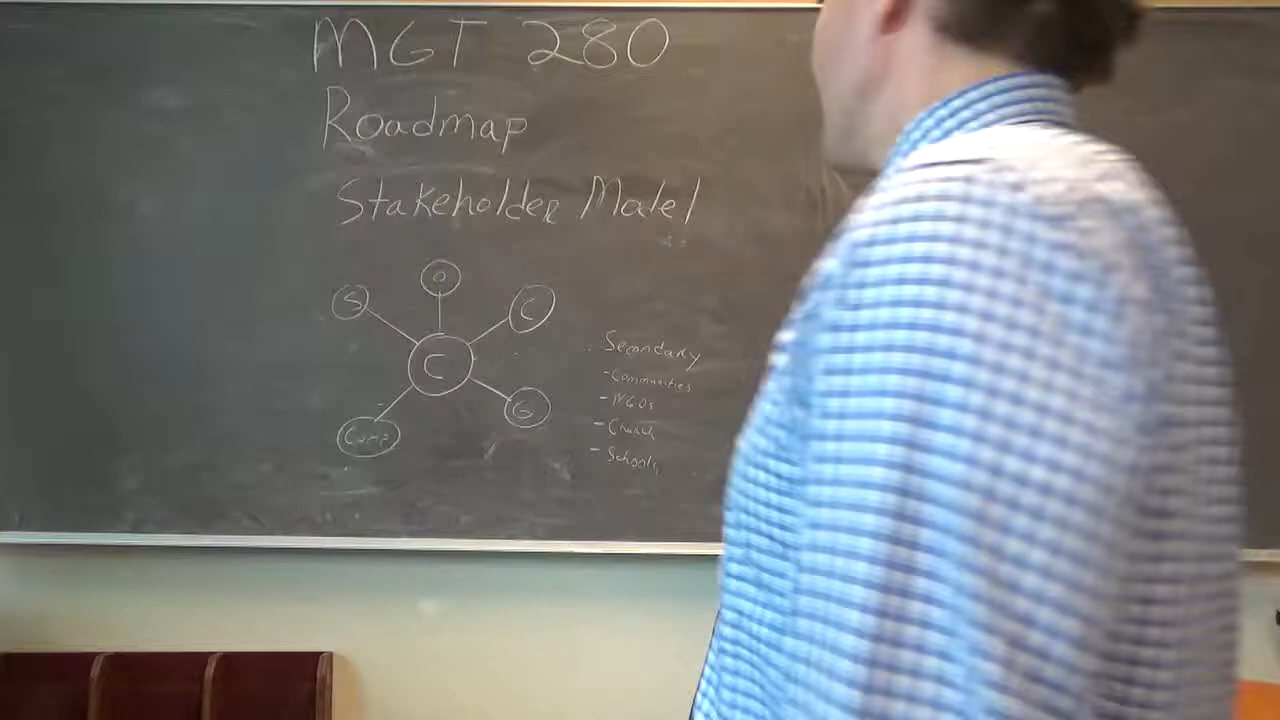 MGT 280
Roadmap
Stakeholder Model
O
S
C
C
G
Comp
Secondary
- Communities
- NGOs
- Church
- Schools